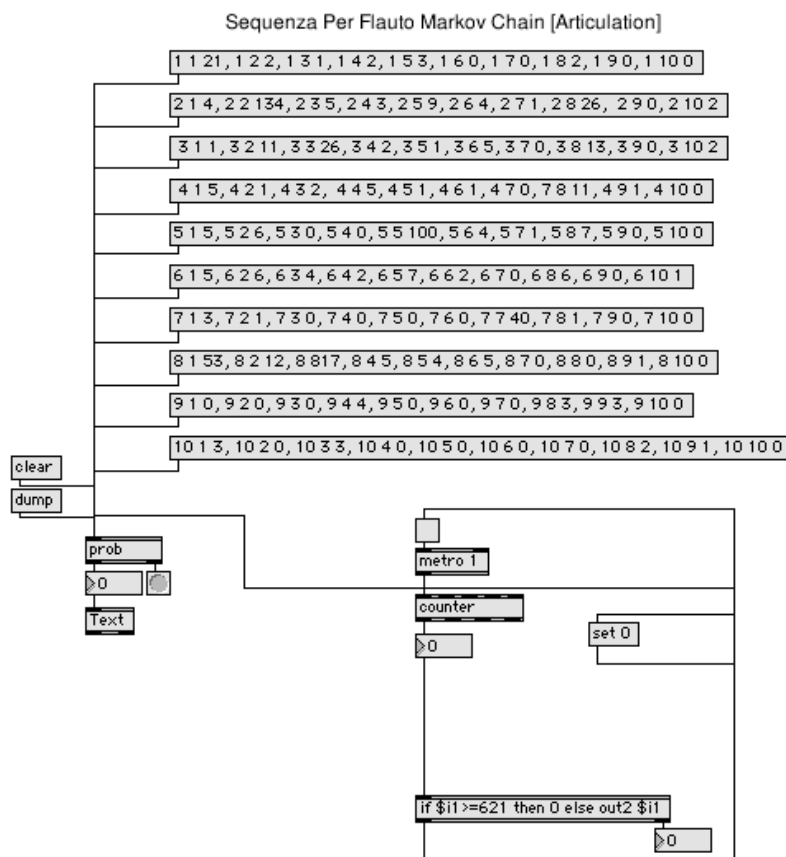 Sequenza Per Flauto Markov Chain [Articulation]
1 1 21, 1 2 2, 1 3 1, 1 4 2, 1 5 3, 1 6 0, 1 7 0, 1 8 2, 1 9 0, 1 10 0
2 1 4, 2 2 134, 2 3 5, 2 4 3, 2 5 9, 2 6 4, 2 7 1, 2 8 26, 2 9 0, 2 10 2
3 1 1, 3 2 11, 3 3 26, 3 4 2, 3 5 1, 3 6 5, 3 7 0, 3 8 13, 3 9 0, 3 10 2
4 1 5, 4 2 1, 4 3 2, 4 4 5, 4 5 1, 4 6 1, 4 7 0, 7 8 11, 4 9 1, 4 10 0
5 1 5, 5 2 6, 5 3 0, 5 4 0, 5 5 100, 5 6 4, 5 7 1, 5 8 7, 5 9 0, 5 10 0
6 1 5, 6 2 6, 6 3 4, 6 4 2, 6 5 7, 6 6 2, 6 7 0, 6 8 6, 6 9 0, 6 10 1
7 1 3, 7 2 1, 7 3 0, 7 4 0, 7 5 0, 7 6 0, 7 7 40, 7 8 1, 7 9 0, 7 10 0
8 1 53, 8 2 12, 8 8 17, 8 4 5, 8 5 4, 8 6 5, 8 7 0, 8 8 0, 8 9 1, 8 10 0
9 1 0, 9 2 0, 9 3 0, 9 4 4, 9 5 0, 9 6 0, 9 7 0, 9 8 3, 9 9 3, 9 10 0
10 1 3, 10 2 0, 10 3 3, 10 4 0, 10 5 0, 10 6 0, 10 7 0, 10 8 2, 10 9 1, 10 10 0
clear
dump
prob
0
Text
metro 1
counter
0
set 0
if $i1>=621 then 0 else out2 $i1
0